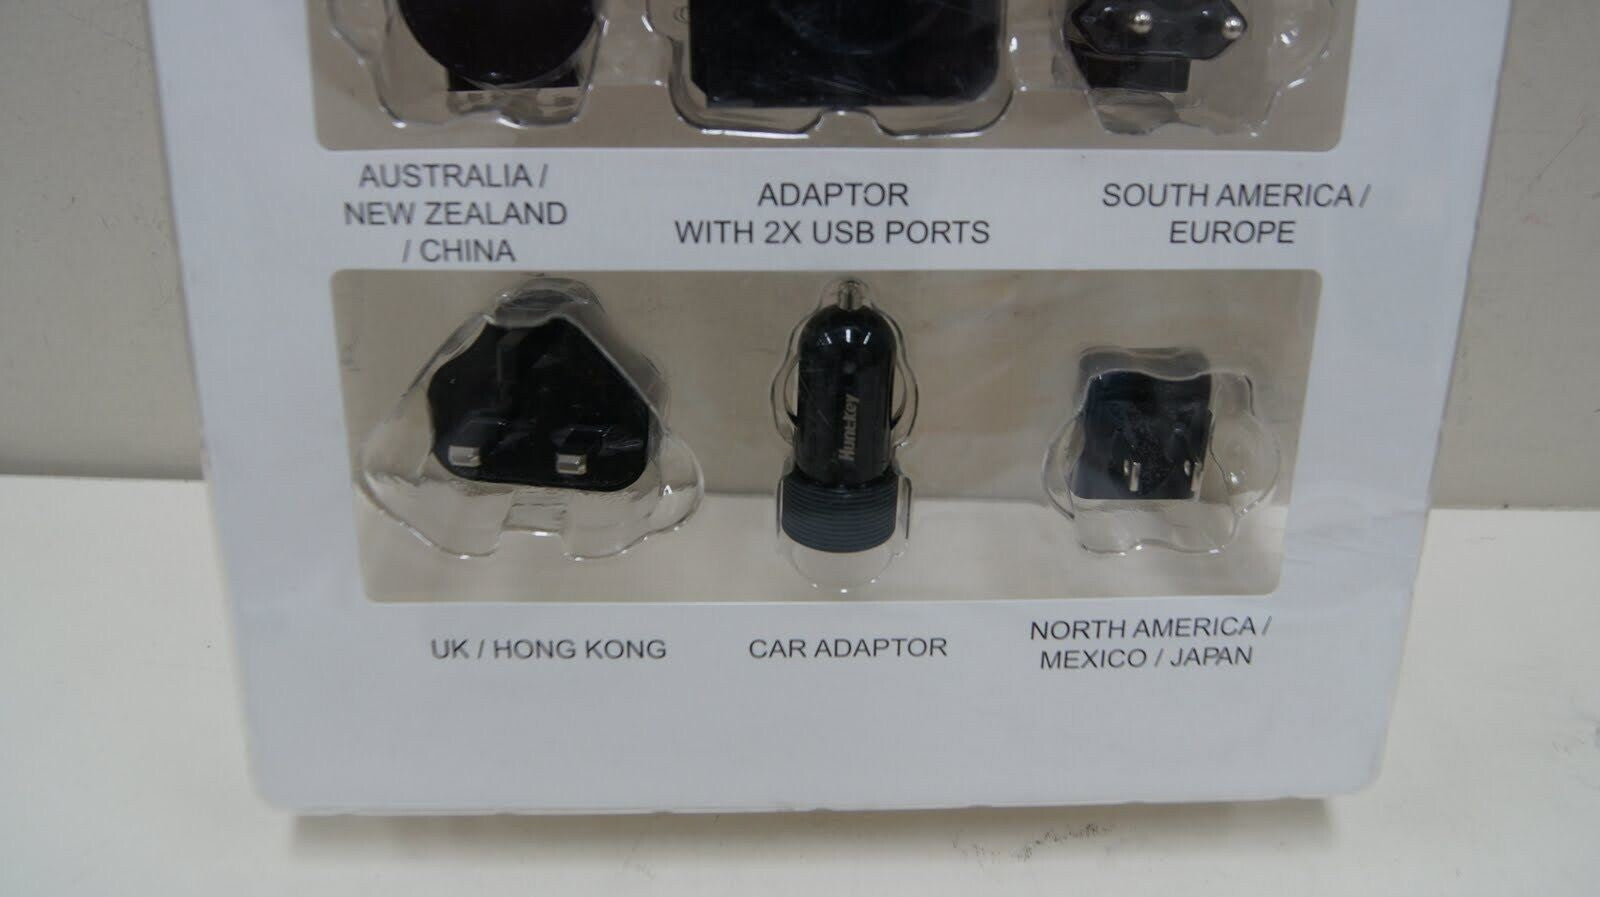 AUSTRALIA /
NEW ZEALAND
/ CHINA
ADAPTOR
WITH 2X USB PORTS
SOUTH AMERICA /
EUROPE
Huntkey
UK / HONG KONG
CAR ADAPTOR
NORTH AMERICA /
MEXICO / JAPAN